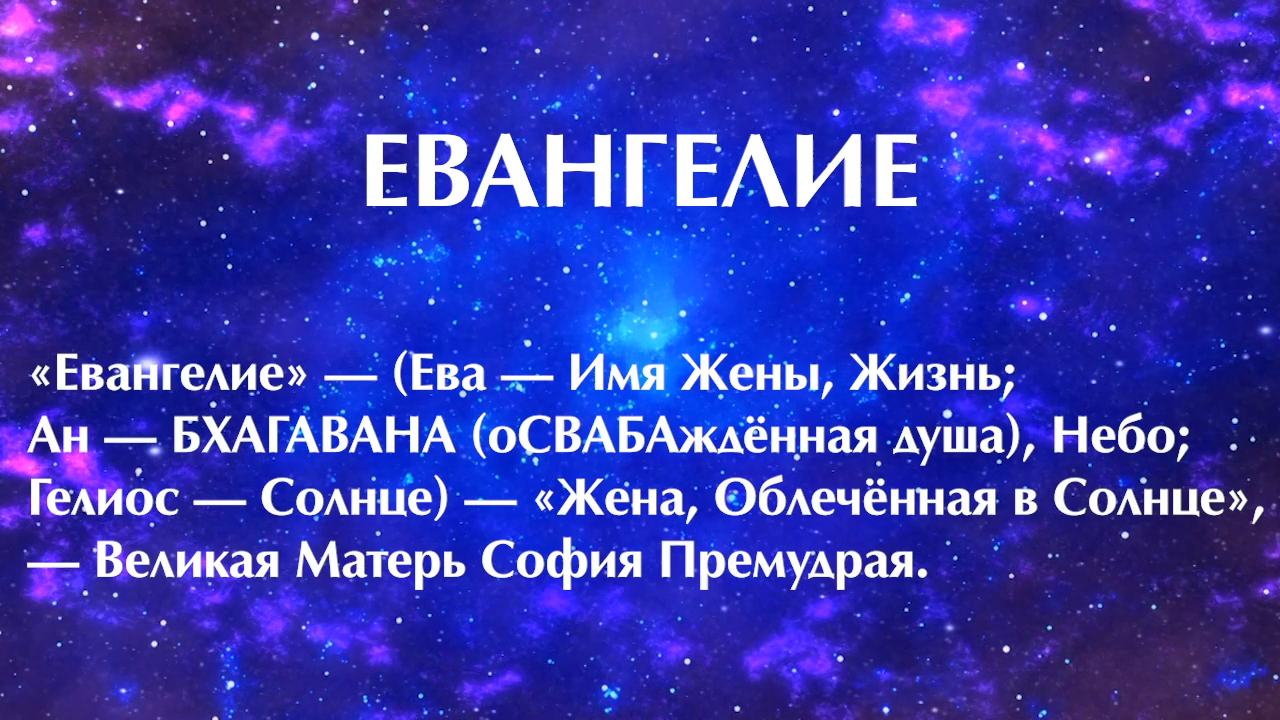 ЕВАНГЕЛИЕ
«Евангелие» — (Ева — Имя Жены, Жизнь;
Ан — БХАГАВАНА (оСВАБАждённая душа), Небо;
Гелиос — Солнце) — «Жена, Облечённая в Солнце»,
— Великая Матерь София Премудрая.